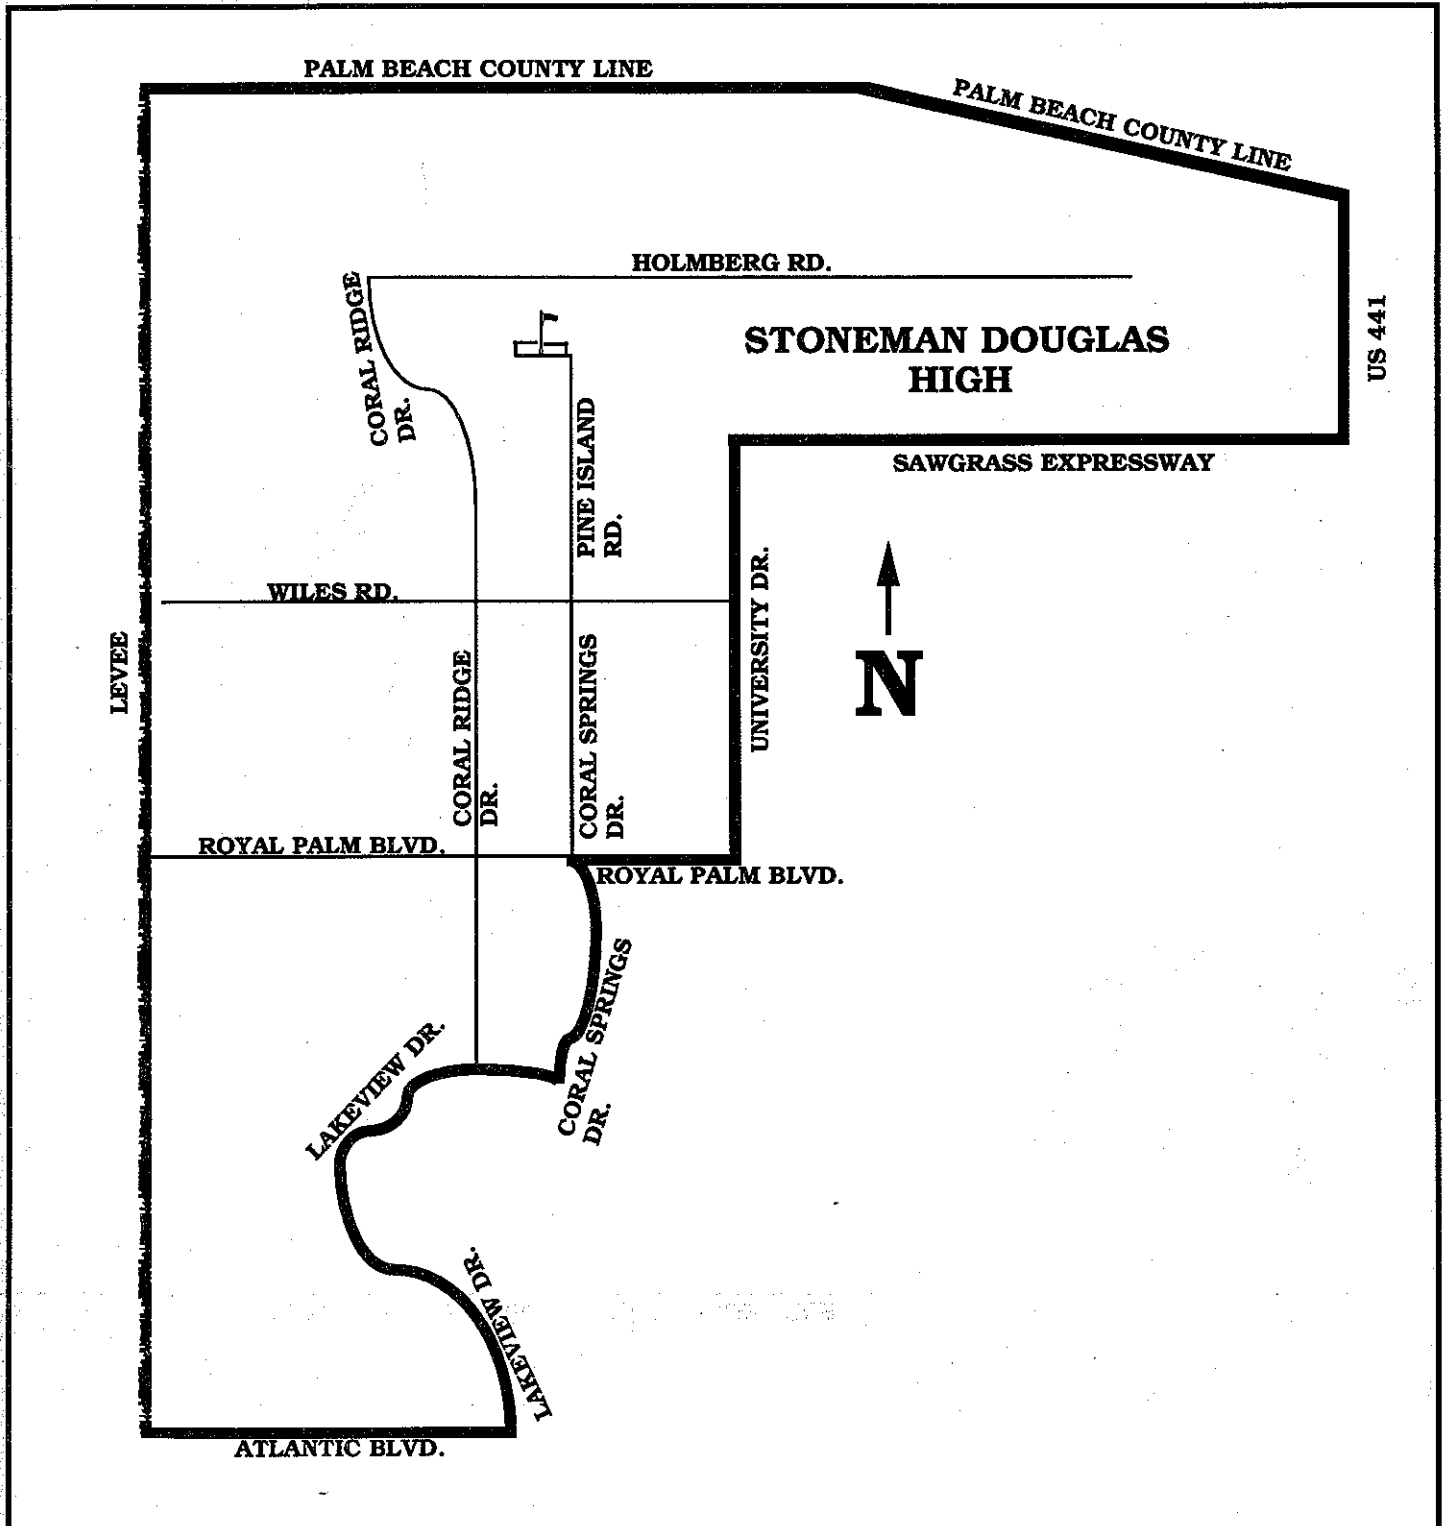 PALM BEACH COUNTY LINE
PALM BEACH COUNTY LINE
HOLMBERG RD.
CORAL RIDGE
DR.
STONEMAN DOUGLAS
HIGH
US 441
PINE ISLAND
RD.
SAWGRASS EXPRESSWAY
WILES RD.
UNIVERSITY DR.
LEVEE
CORAL RIDGE
DR.
CORAL SPRINGS
DR.
N
ROYAL PALM BLVD.
ROYAL PALM BLVD.
CORAL SPRINGS
DR.
LAKEVIEW DR.
LAKEVIEW DR.
ATLANTIC BLVD.